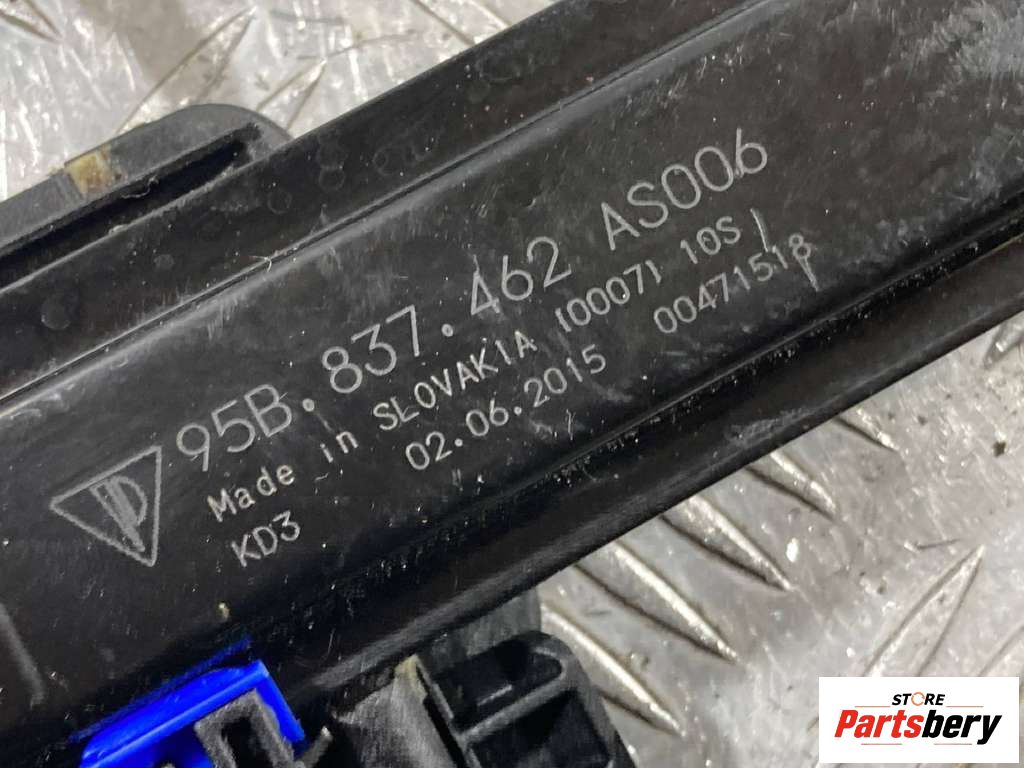 95B.837.462 AS006
Made in SLOVAKIA (0007) 10S
KD3 02.06.2015 00471518
STORE
Partsbery